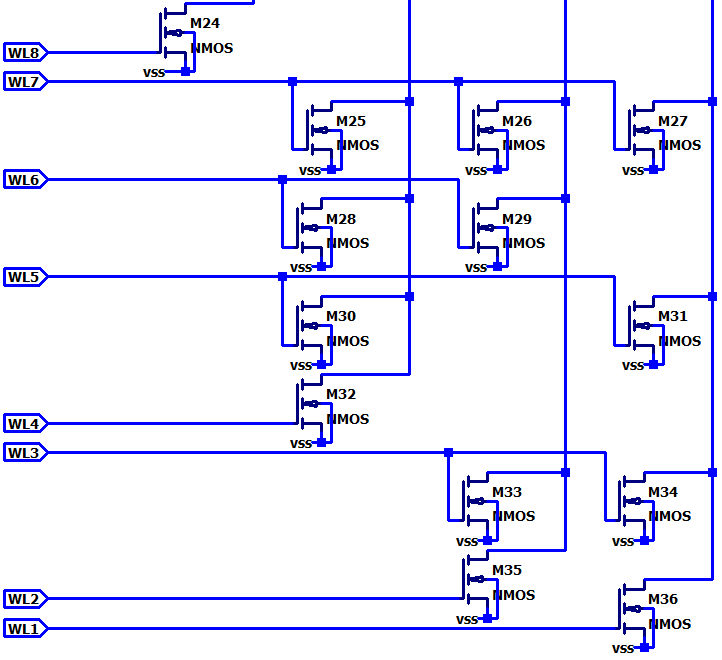 M24
WL8
NMOS
vss
WL7
M25 M26 M27
NMOS NMOS NMOS
vss vss vss
WL6
M28 M29
NMOS NMOS
vss vss
WL5
M30 M31
NMOS NMOS
vss vss
M32
WL4
NMOS
vss
WL3
M33 M34
NMOS NMOS
vss vss
M35
WL2
NMOS
M36
vss
WL1
NMOS
vss